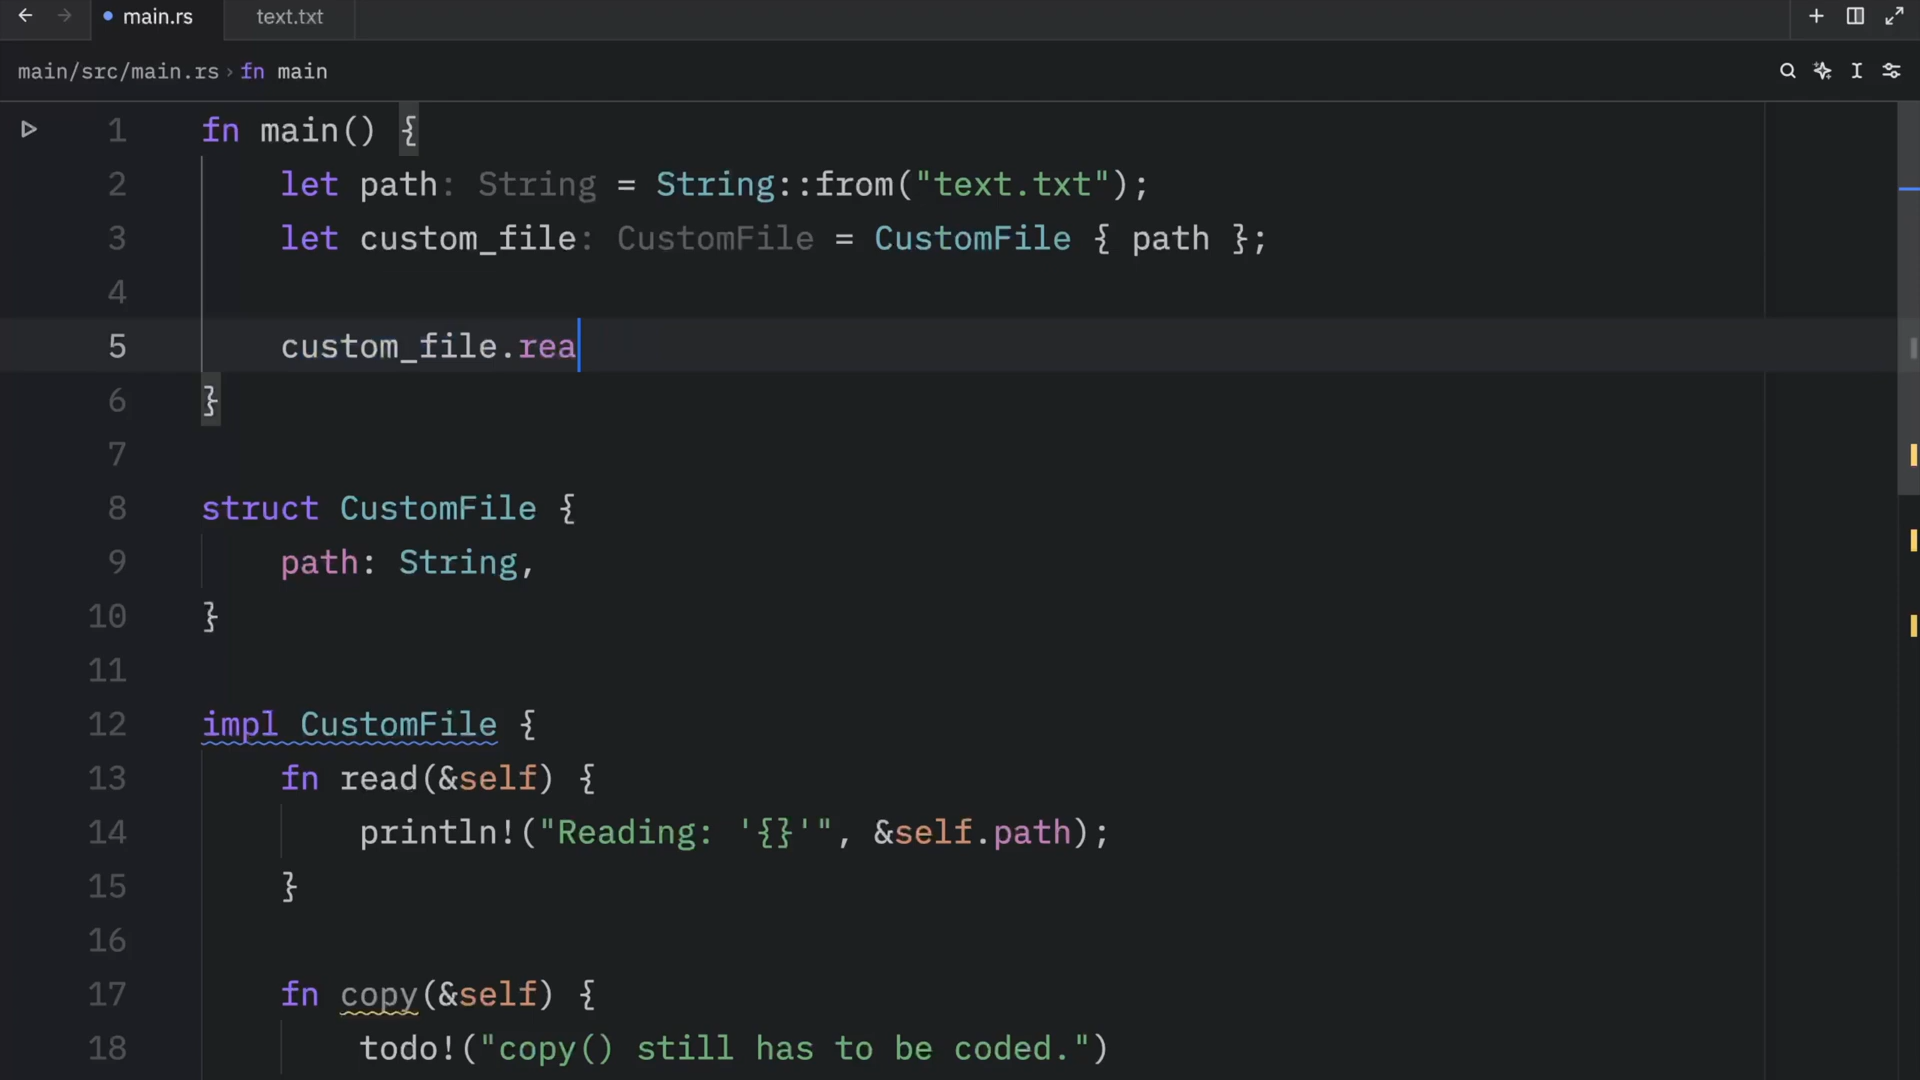 main.rs text.txt
main/src/main.rs › fn main
1 fn main() {
2 let path: String = String::from("text.txt");
3 let custom_file: CustomFile = CustomFile { path };
4
5 custom_file.rea
6 }
7
8 struct CustomFile {
9 path: String,
10 }
11
12 impl CustomFile {
13 fn read(&self) {
14 println!("Reading: '{}'", &self.path);
15 }
16
17 fn copy(&self) {
18 todo!("copy() still has to be coded.")